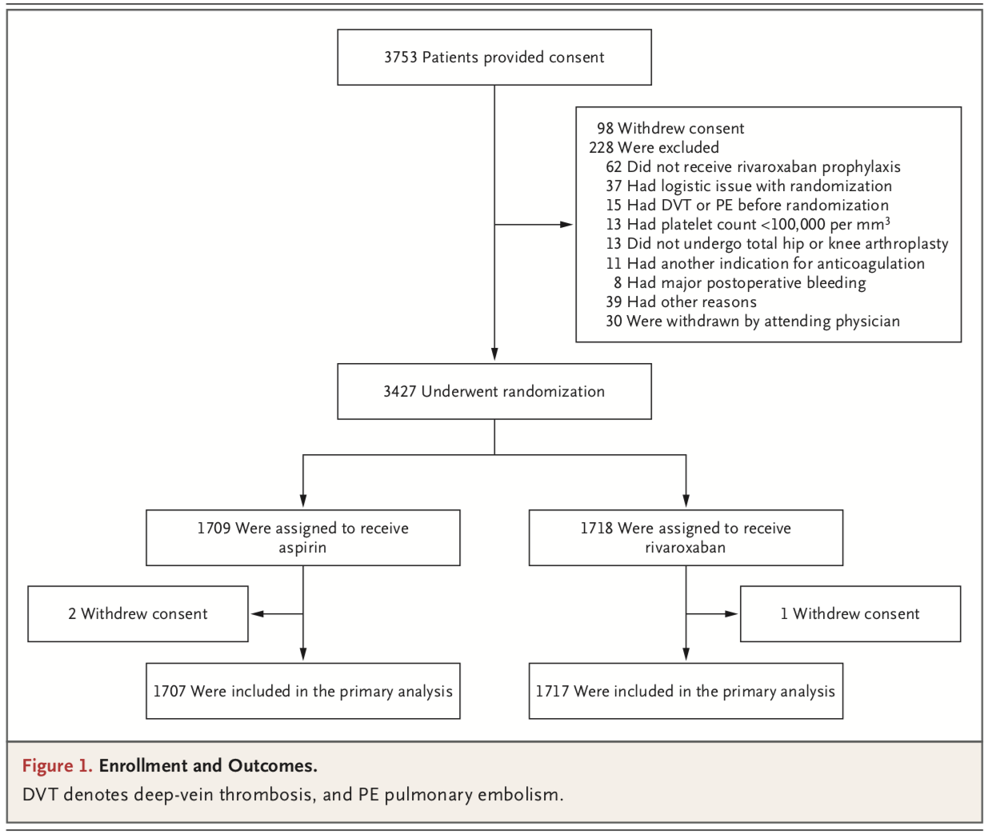 3753 Patients provided consent
98 Withdrew consent
228 Were excluded
62 Did not receive rivaroxaban prophylaxis
37 Had logistic issue with randomization
15 Had DVT or PE before randomization
13 Had platelet count <100,000 per mm³
13 Did not undergo total hip or knee arthroplasty
11 Had another indication for anticoagulation
8 Had major postoperative bleeding
39 Had other reasons
30 Were withdrawn by attending physician
3427 Underwent randomization
1709 Were assigned to receive
aspirin
1718 Were assigned to receive
rivaroxaban
2 Withdrew consent
1 Withdrew consent
1707 Were included in the primary analysis
1717 Were included in the primary analysis
Figure 1. Enrollment and Outcomes.
DVT denotes deep-vein thrombosis, and PE pulmonary embolism.